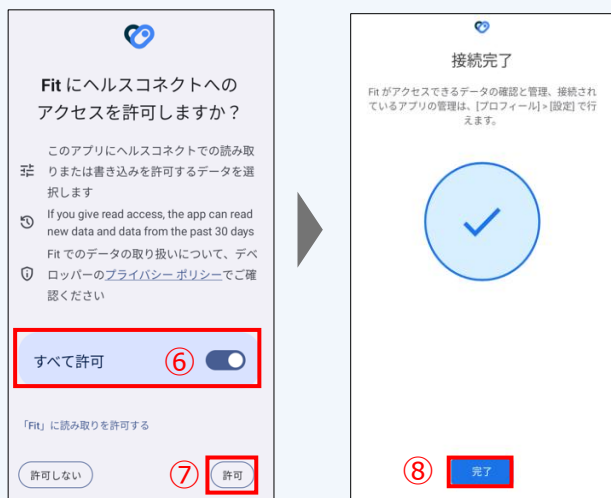 Fit にヘルスコネクトへの
アクセスを許可しますか？
このアプリにヘルスコネクトでの読み取
りまたは書き込みを許可するデータを選
択します
If you give read access, the app can read
new data and data from the past 30 days
Fit でのデータの取り扱いについて、デベ
ロッパーのプライバシー ポリシーでご確
認ください
すべて許可 ⑥
「Fit」に読み取りを許可する
許可しない ⑦ 許可
接続完了
Fit がアクセスできるデータの確認と管理、接続され
ているアプリの管理は、[プロフィール] > [設定] で行
えます。
⑧ 完了